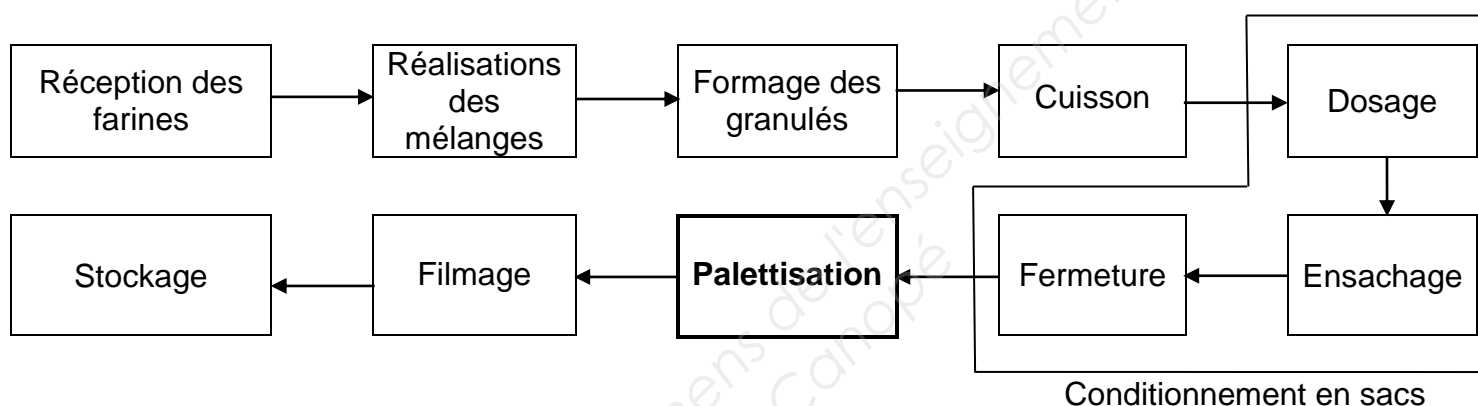 Réception des
farines
Réalisations
des
mélanges
Formage des
granulés
Cuisson
Dosage
Stockage
Filmage
Palettisation
Fermeture
Ensachage
Conditionnement en sacs
Canopé